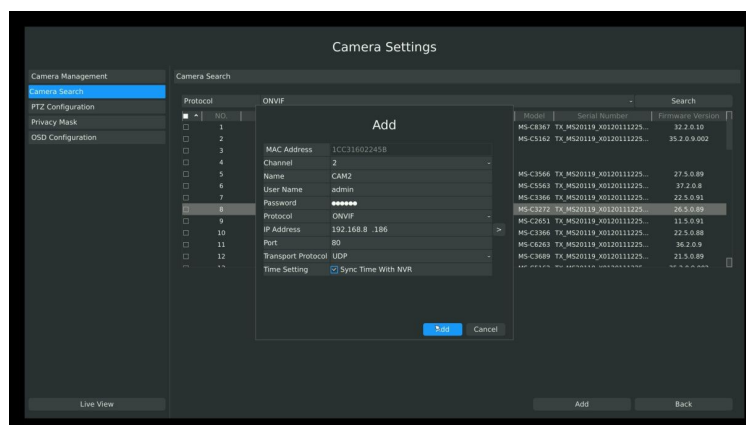 Camera Settings
Camera Management
Camera Search
PTZ Configuration
Privacy Mask
OSD Configuration
Live View
Camera Search
Protocol ONVIF Search
NO. Model Serial Number Firmware Version
1 MS-C8367 TX_MS20119_X0120111225... 32.2.0.10
2 MS-C5162 TX_MS20119_X0120111225... 35.2.0.9.002
3
4
5 MS-C3566 TX_MS20119_X0120111225... 27.5.0.89
6 MS-C5563 TX_MS20119_X0120111225... 37.2.0.8
7 MS-C3366 TX_MS20119_X0120111225... 22.5.0.91
8 MS-C3272 TX_MS20119_X0120111225... 26.5.0.89
9 MS-C2651 TX_MS20119_X0120111225... 11.5.0.91
10 MS-C3366 TX_MS20119_X0120111225... 22.5.0.88
11 MS-C6263 TX_MS20119_X0120111225... 36.2.0.9
12 MS-C3689 TX_MS20119_X0120111225... 21.5.0.89
Add
MAC Address 1CC31602245B
Channel 2
Name CAM2
User Name admin
Password ●●●●●●
Protocol ONVIF
IP Address 192.168.8 .186 >
Port 80
Transport Protocol UDP
Time Setting Sync Time With NVR
Add Cancel
Add Back